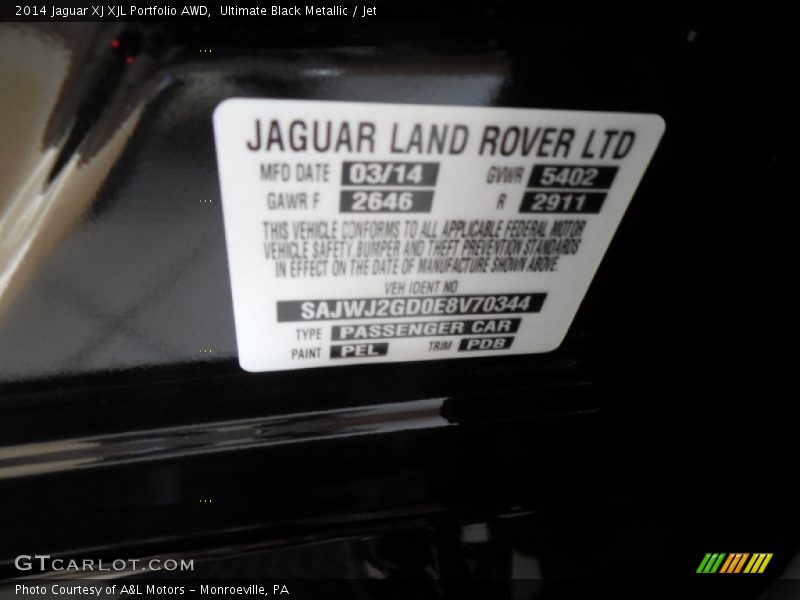 2014 Jaguar XJ XJL Portfolio AWD,  Ultimate Black Metallic / Jet
JAGUAR LAND ROVER LTD
MFD DATE 03/14 GVWR 5402
GAWR F 2646 R 2911
THIS VEHICLE CONFORMS TO ALL APPLICABLE FEDERAL MOTOR
VEHICLE SAFETY, BUMPER AND THEFT PREVENTION STANDARDS
IN EFFECT ON THE DATE OF MANUFACTURE SHOWN ABOVE.
VEH IDENT NO
SAJWJ2GD0E8V70344
TYPE PASSENGER CAR
PAINT PEL TRIM PDB
GTCARLOT.COM
Photo Courtesy of A&L Motors - Monroeville, PA